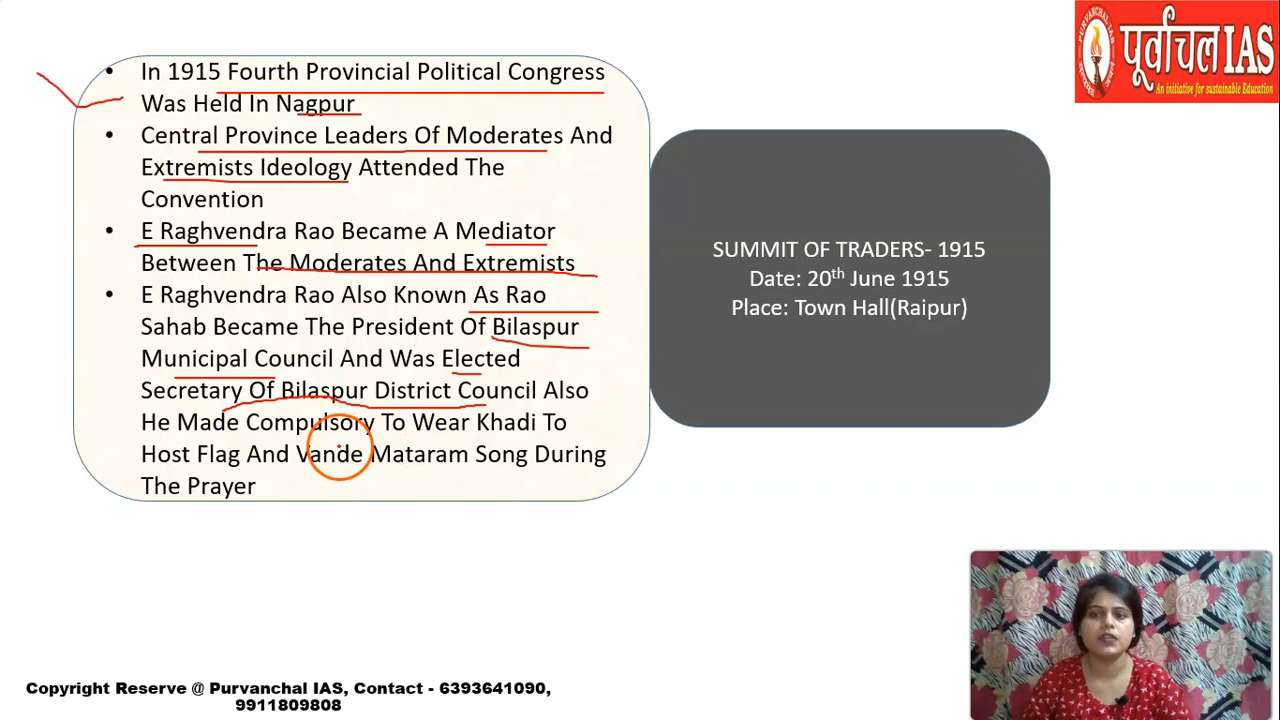 In 1915 Fourth Provincial Political Congress
Was Held In Nagpur
Central Province Leaders Of Moderates And
Extremists Ideology Attended The
Convention
E Raghvendra Rao Became A Mediator
Between The Moderates And Extremists
E Raghvendra Rao Also Known As Rao
Sahab Became The President Of Bilaspur
Municipal Council And Was Elected
Secretary Of Bilaspur District Council Also
He Made Compulsory To Wear Khadi To
Host Flag And Vande Mataram Song During
The Prayer
SUMMIT OF TRADERS- 1915
Date: 20th June 1915
Place: Town Hall(Raipur)
पूर्वांचल IAS
An initiative for sustainable Education
PURVANCHAL IAS
Copyright Reserve @ Purvanchal IAS, Contact - 6393641090,
9911809808